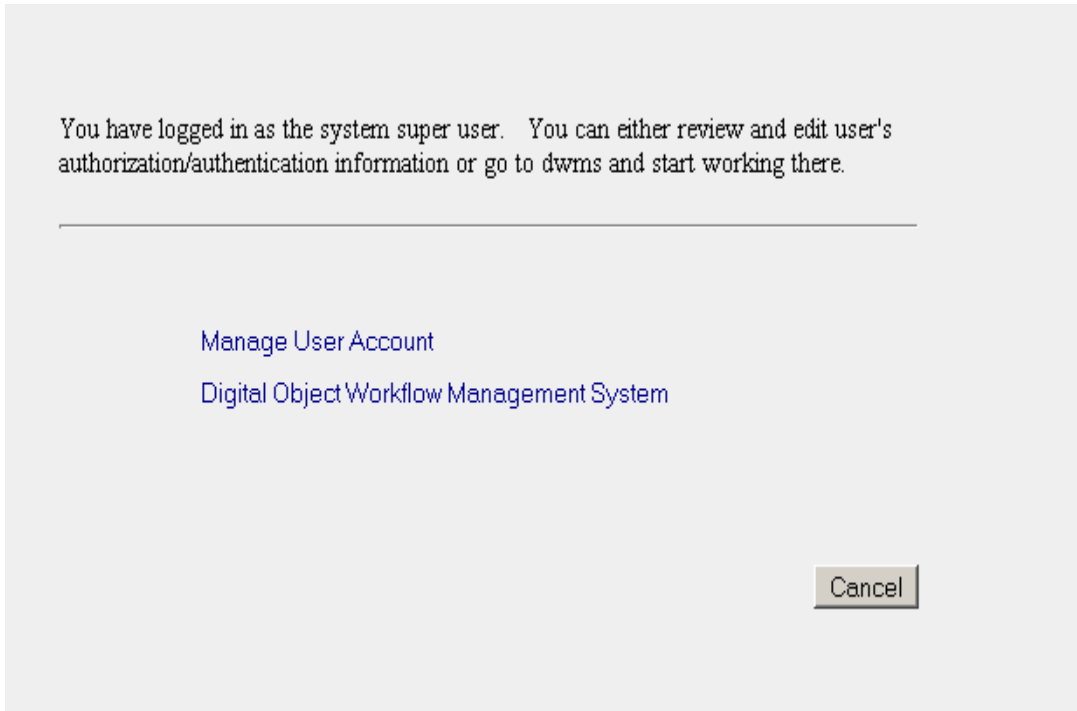 You have logged in as the system super user.   You can either review and edit user's
authorization/authentication information or go to dwms and start working there.
Manage User Account
Digital Object Workflow Management System
Cancel